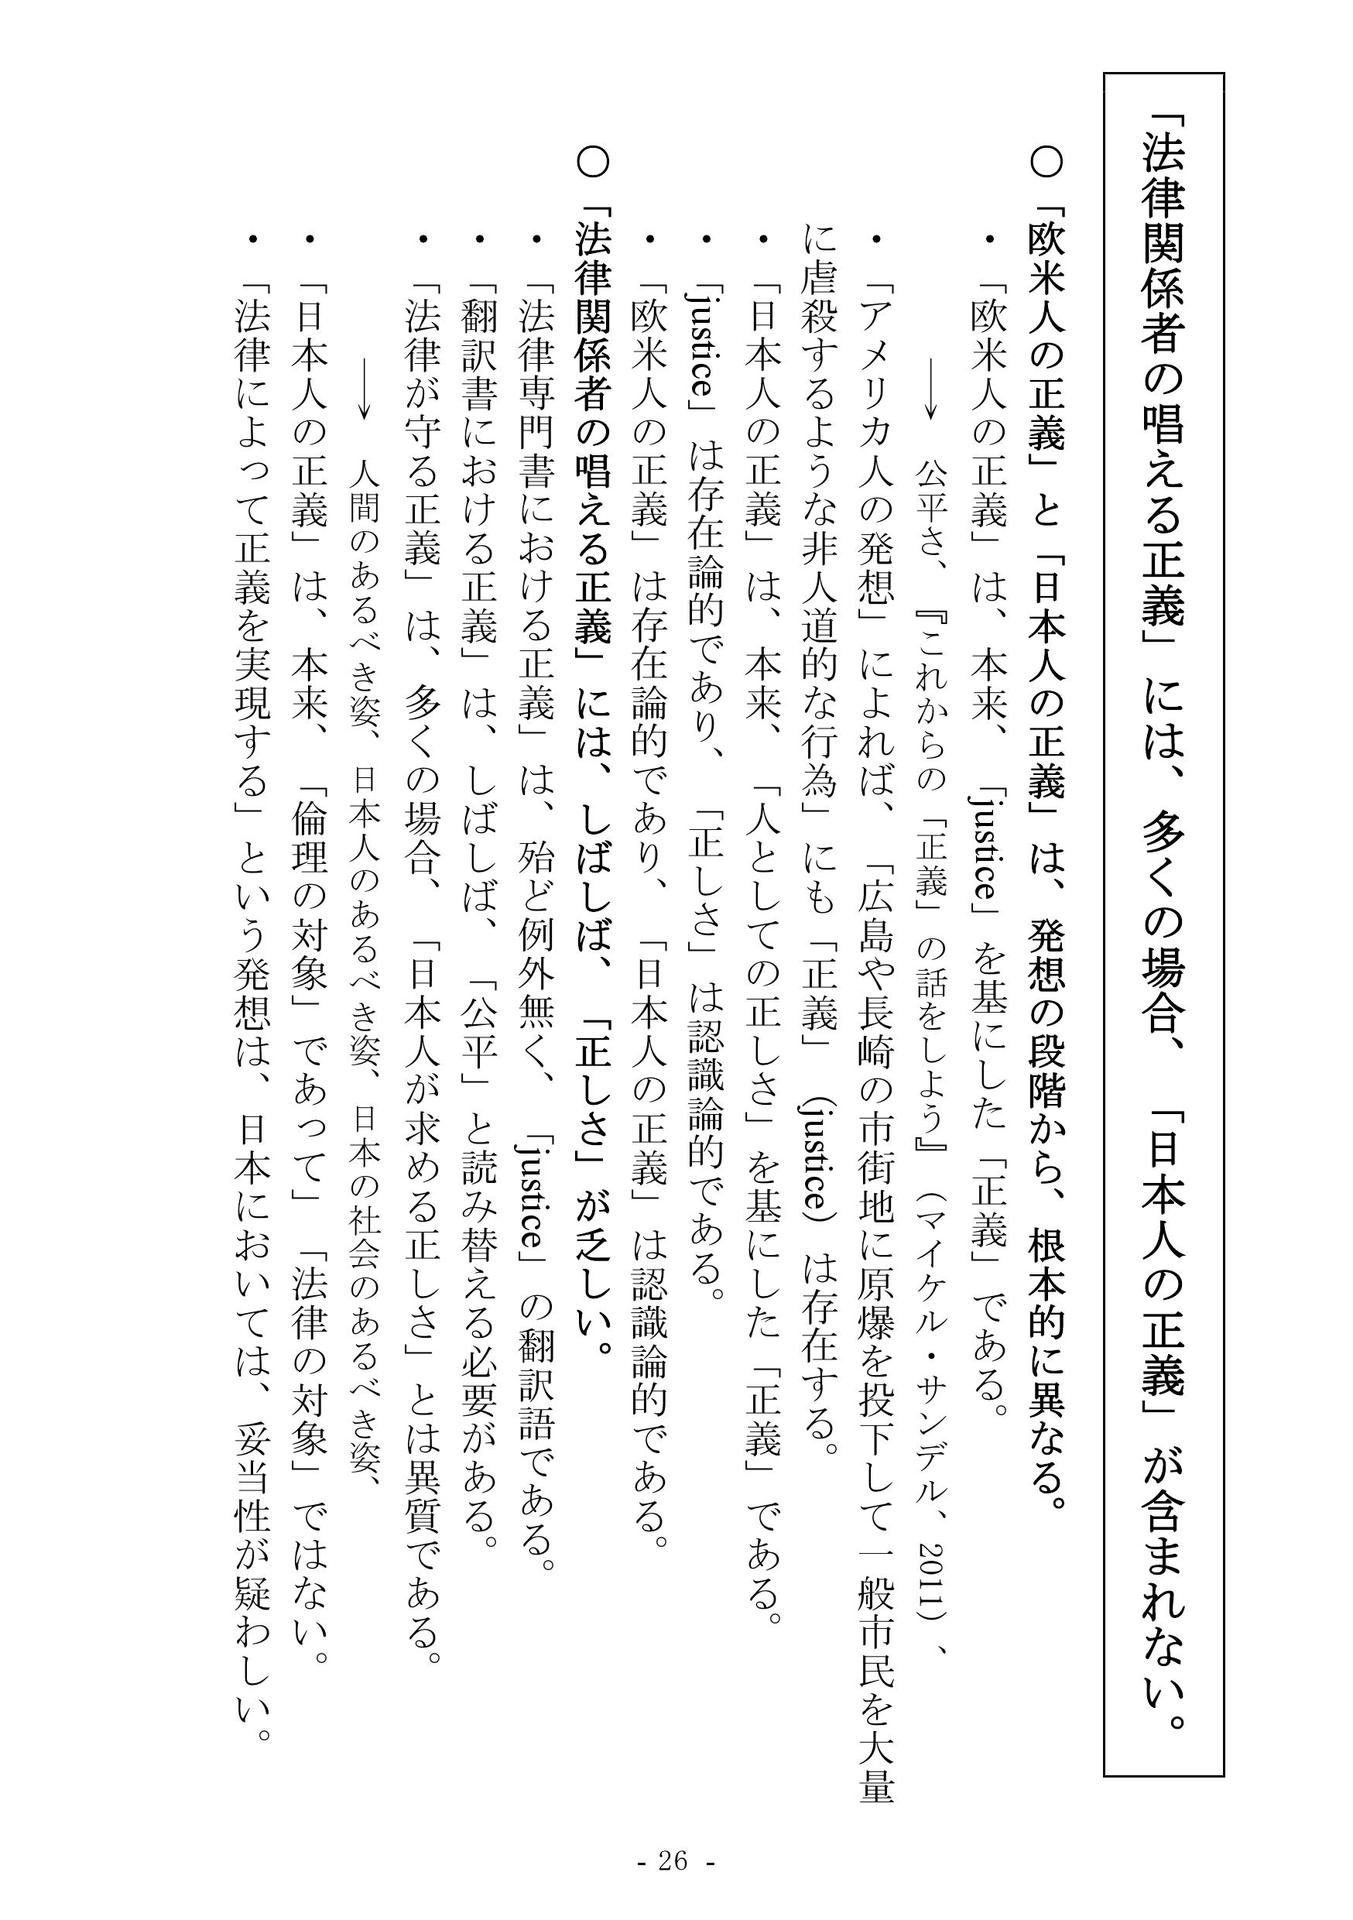 「法律関係者の唱える正義」には、多くの場合、「日本人の正義」が含まれない。
○「欧米人の正義」と「日本人の正義」は、発想の段階から、根本的に異なる。
・「欧米人の正義」は、本来、「justice」を基にした「正義」である。
→ 公平さ、『これからの「正義」の話をしよう』（マイケル・サンデル、2011）、
・「アメリカ人の発想」によれば、「広島や長崎の市街地に原爆を投下して一般市民を大量
に虐殺するような非人道的な行為」にも「正義」（justice）は存在する。
・「日本人の正義」は、本来、「人としての正しさ」を基にした「正義」である。
・「justice」は存在論的であり、「正しさ」は認識論的である。
・「欧米人の正義」は存在論的であり、「日本人の正義」は認識論的である。
○「法律関係者の唱える正義」には、しばしば、「正しさ」が乏しい。
・「法律専門書における正義」は、殆ど例外無く、「justice」の翻訳語である。
・「翻訳書における正義」は、しばしば、「公平」と読み替える必要がある。
・「法律が守る正義」は、多くの場合、「日本人が求める正しさ」とは異質である。
→ 人間のあるべき姿、日本人のあるべき姿、日本の社会のあるべき姿、
・「日本人の正義」は、本来、「倫理の対象」であって」「法律の対象」ではない。
・「法律によって正義を実現する」という発想は、日本においては、妥当性が疑わしい。
- 26 -